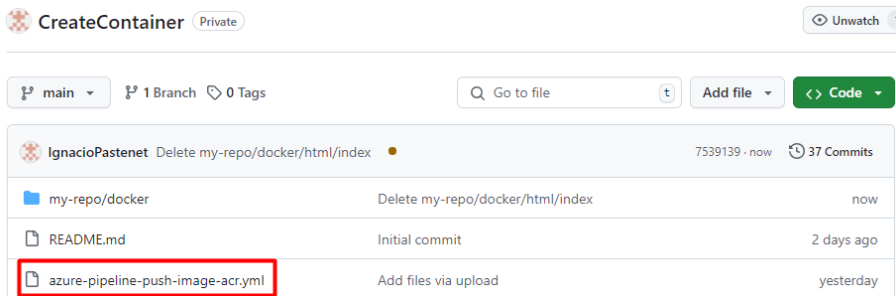 CreateContainer Private Unwatch
main 1 Branch 0 Tags Go to file t Add file Code
IgnacioPastenet Delete my-repo/docker/html/index 7539139 · now 37 Commits
my-repo/docker Delete my-repo/docker/html/index now
README.md Initial commit 2 days ago
azure-pipeline-push-image-acr.yml Add files via upload yesterday